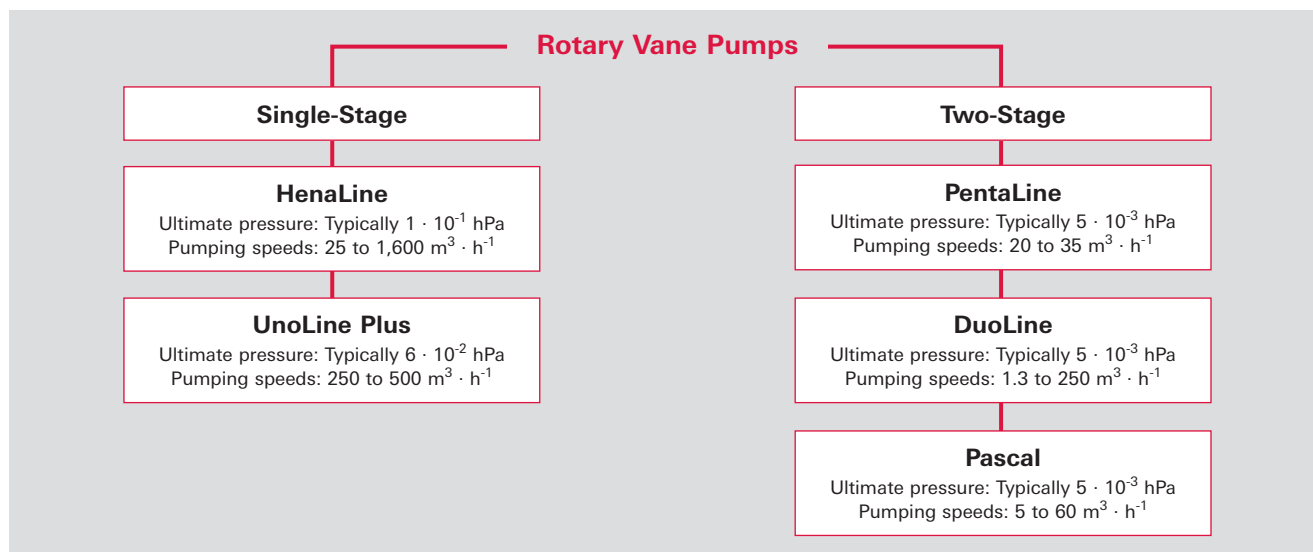 Rotary Vane Pumps
Single-Stage
HenaLine
Ultimate pressure: Typically 1 · 10⁻¹ hPa
Pumping speeds: 25 to 1,600 m³ · h⁻¹
UnoLine Plus
Ultimate pressure: Typically 6 · 10⁻² hPa
Pumping speeds: 250 to 500 m³ · h⁻¹
Two-Stage
PentaLine
Ultimate pressure: Typically 5 · 10⁻³ hPa
Pumping speeds: 20 to 35 m³ · h⁻¹
DuoLine
Ultimate pressure: Typically 5 · 10⁻³ hPa
Pumping speeds: 1.3 to 250 m³ · h⁻¹
Pascal
Ultimate pressure: Typically 5 · 10⁻³ hPa
Pumping speeds: 5 to 60 m³ · h⁻¹